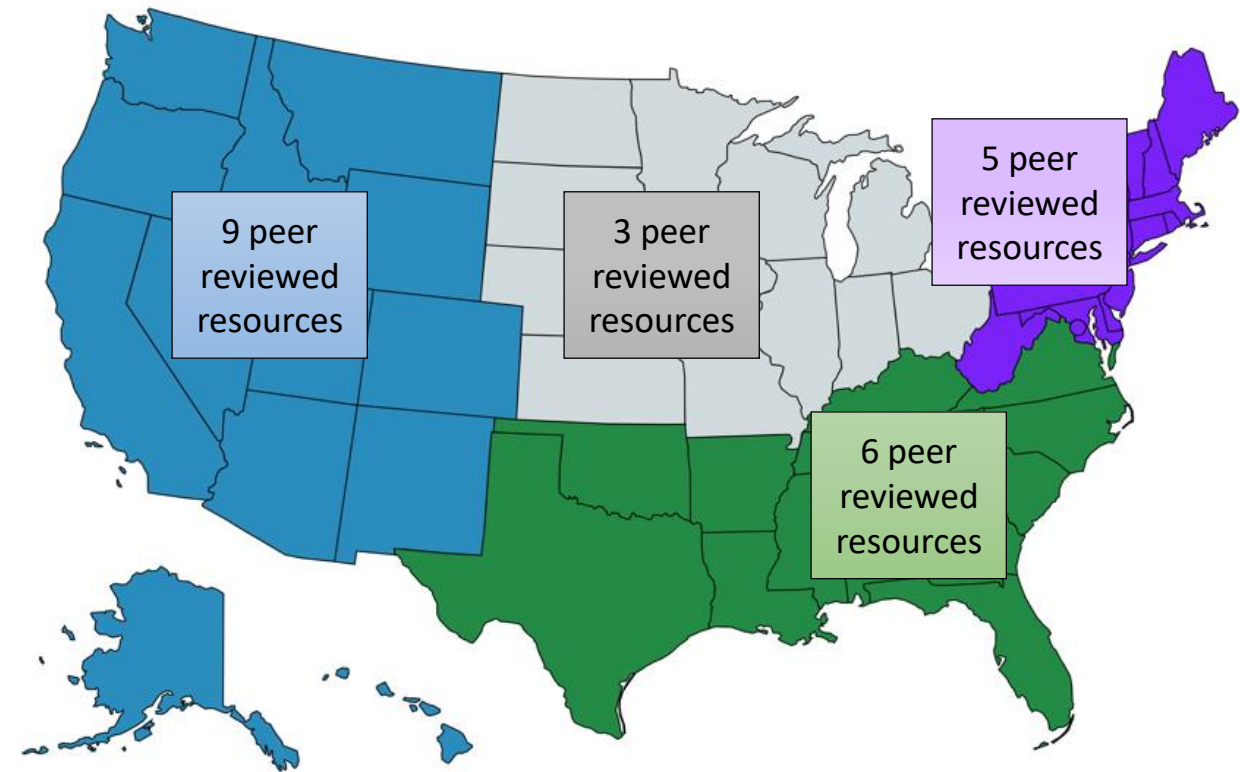 9 peer
reviewed
resources
3 peer
reviewed
resources
5 peer
reviewed
resources
6 peer
reviewed
resources